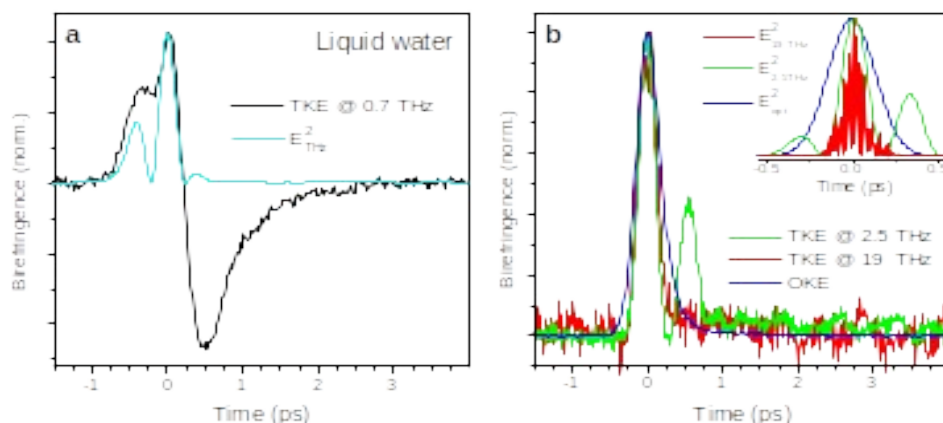 a
Liquid water
TKE @ 0.7 THz
E²THz
Birefringence (norm.)
-1 0 1 2 3
Time (ps)
b
E²19 THz
E²2.5THz
E²opt
-0.5 0.0 0.5
Time (ps)
TKE @ 2.5 THz
TKE @ 19 THz
OKE
Birefringence (norm.)
-1 0 1 2 3
Time (ps)